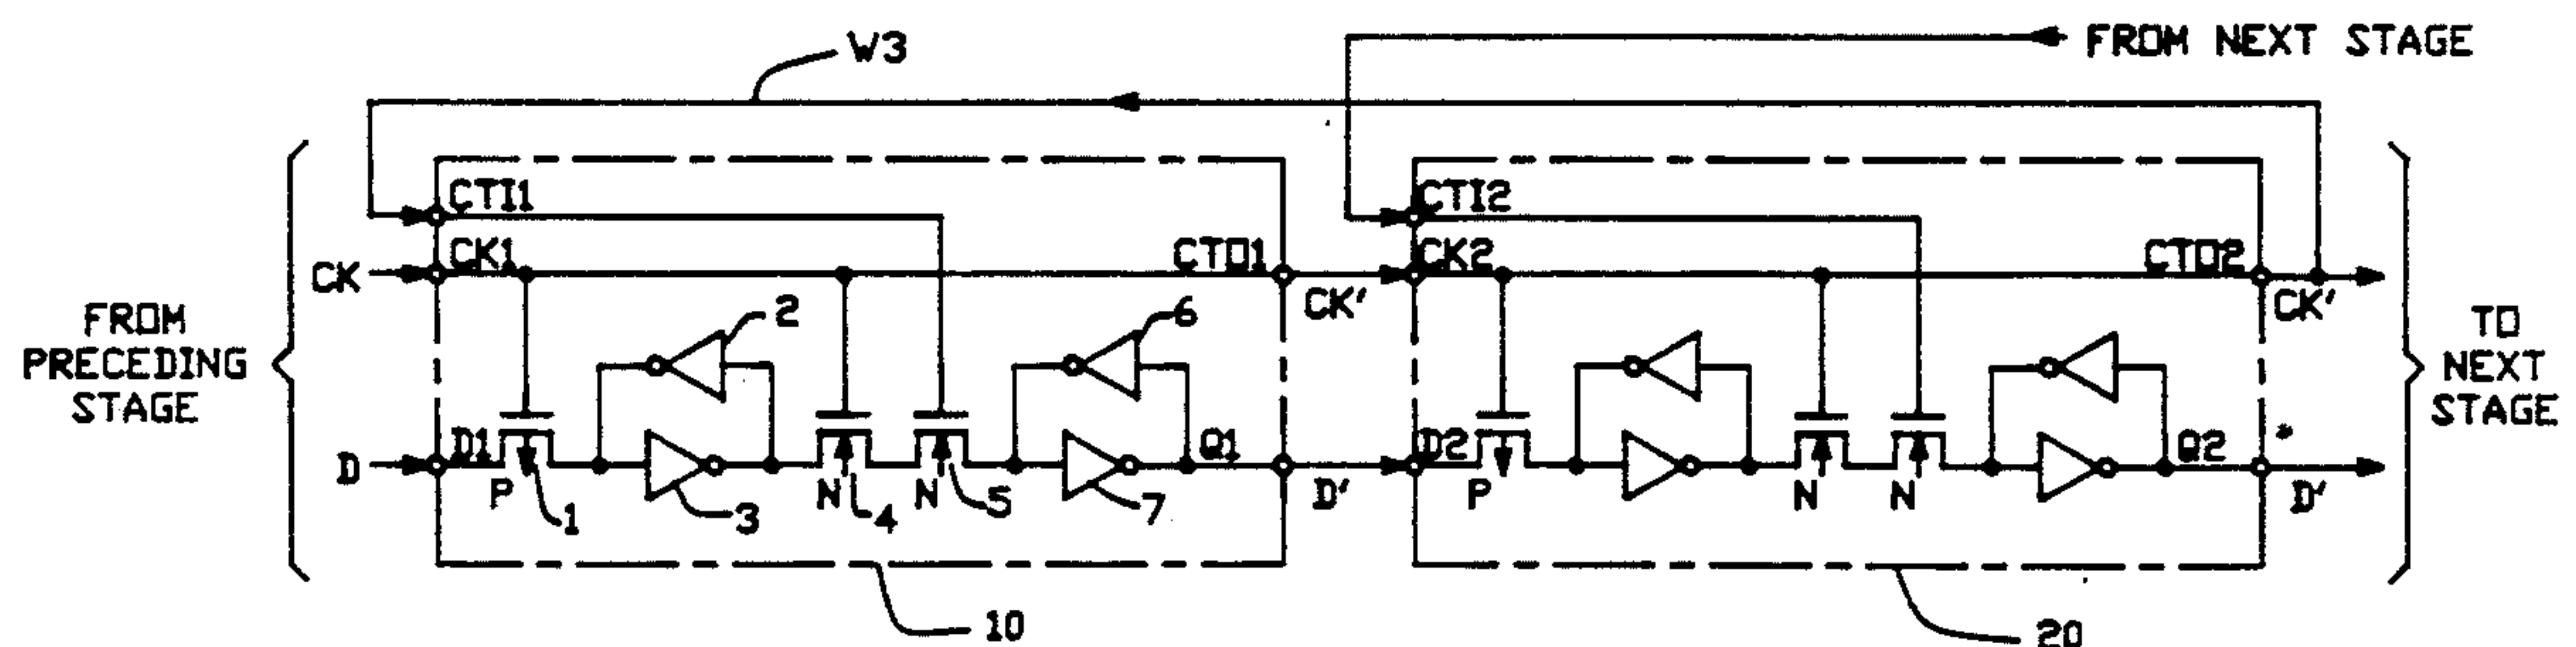 W3
FROM NEXT STAGE
CTI1
CTI2
CK
CK1
CTO1
CK'
CK2
CTO2
CK'
FROM
PRECEDING
STAGE
2
6
TO
NEXT
STAGE
D
D1
P
1
3
N
4
N
5
7
Q1
D'
D2
P
N
N
Q2
D'
10
20